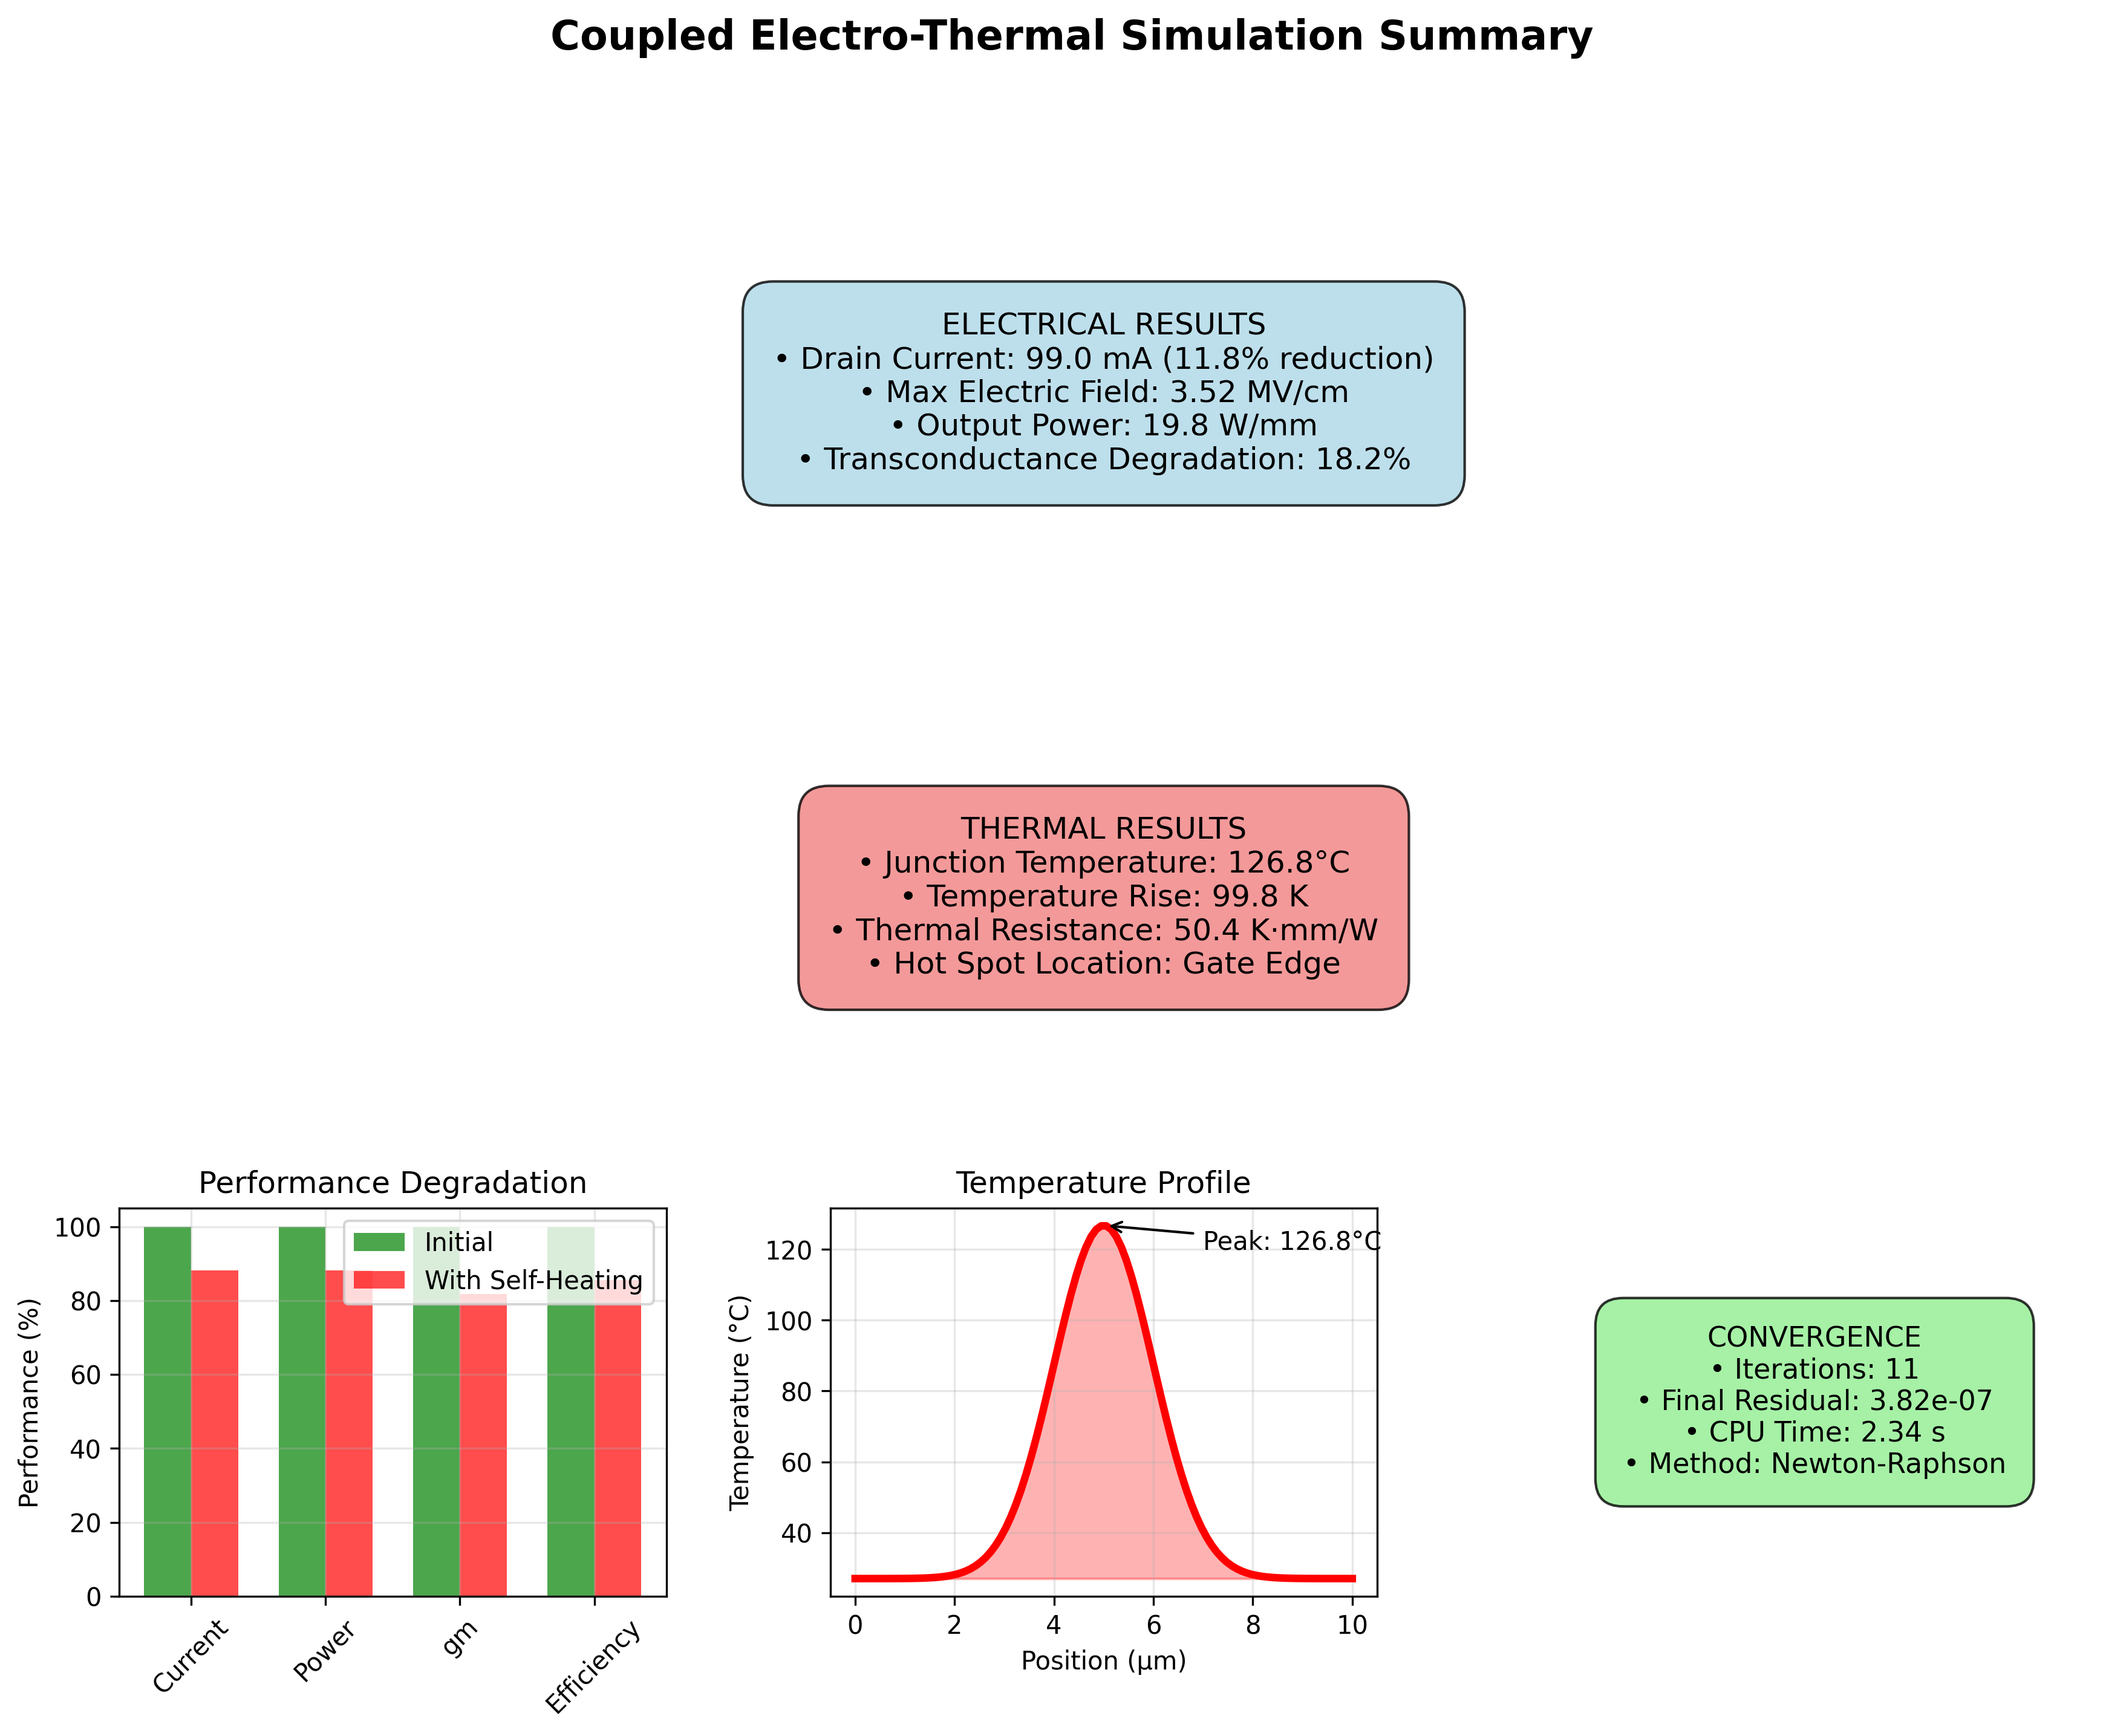 Coupled Electro-Thermal Simulation Summary
ELECTRICAL RESULTS
• Drain Current: 99.0 mA (11.8% reduction)
• Max Electric Field: 3.52 MV/cm
• Output Power: 19.8 W/mm
• Transconductance Degradation: 18.2%
THERMAL RESULTS
• Junction Temperature: 126.8°C
• Temperature Rise: 99.8 K
• Thermal Resistance: 50.4 K·mm/W
• Hot Spot Location: Gate Edge
Performance Degradation
Performance (%)
100
80
60
40
20
0
Initial
With Self-Heating
Current
Power
gm
Efficiency
Temperature Profile
Temperature (°C)
120
100
80
60
40
Peak: 126.8°C
0
2
4
6
8
10
Position (μm)
CONVERGENCE
• Iterations: 11
• Final Residual: 3.82e-07
• CPU Time: 2.34 s
• Method: Newton-Raphson